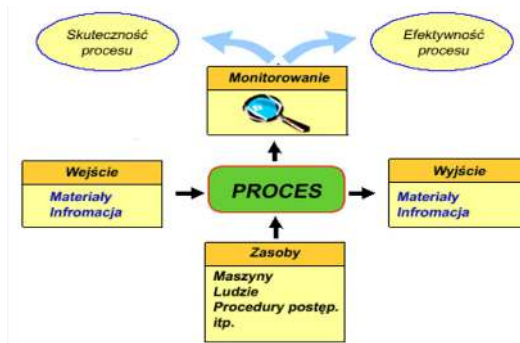 Skuteczność
procesu
Efektywność
procesu
Monitorowanie
Wejście
Materiały
Infromacja
PROCES
Wyjście
Materiały
Infromacja
Zasoby
Maszyny
Ludzie
Procedury postęp.
itp.